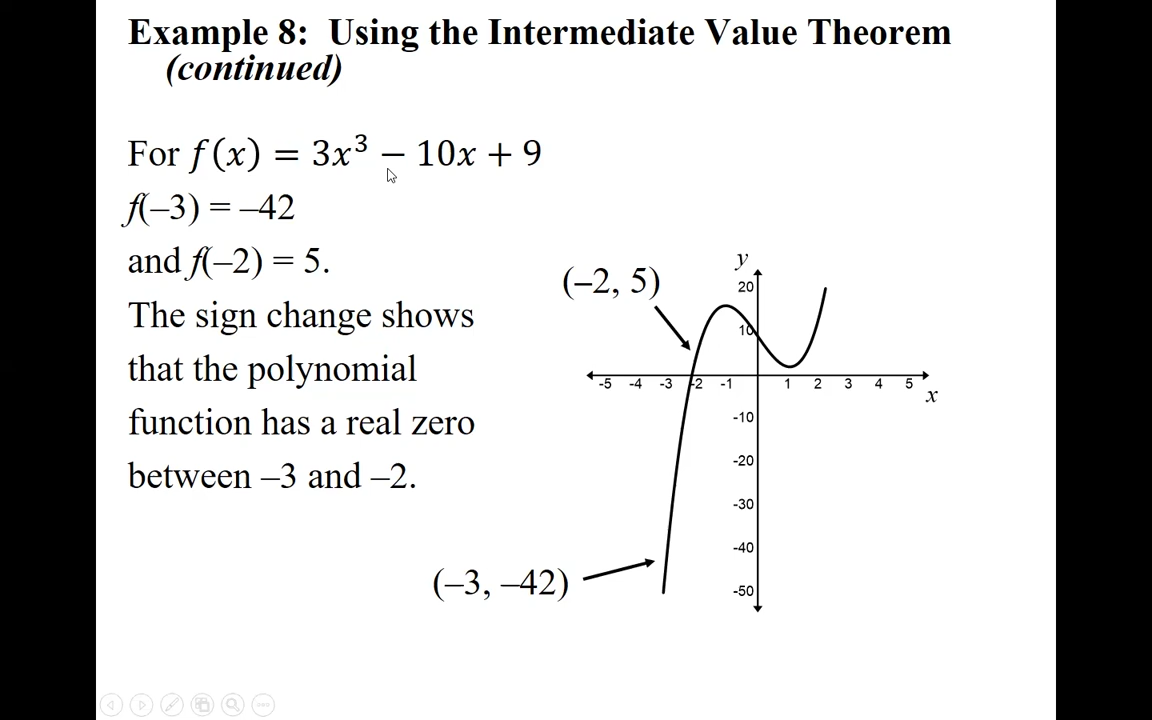 Example 8: Using the Intermediate Value Theorem
(continued)
For f(x) = 3x³ − 10x + 9
f(–3) = –42
and f(–2) = 5.
The sign change shows
that the polynomial
function has a real zero
between –3 and –2.
(–2, 5)
(–3, –42)
y
20
10
-5 -4 -3 -2 -1 1 2 3 4 5
x
-10
-20
-30
-40
-50